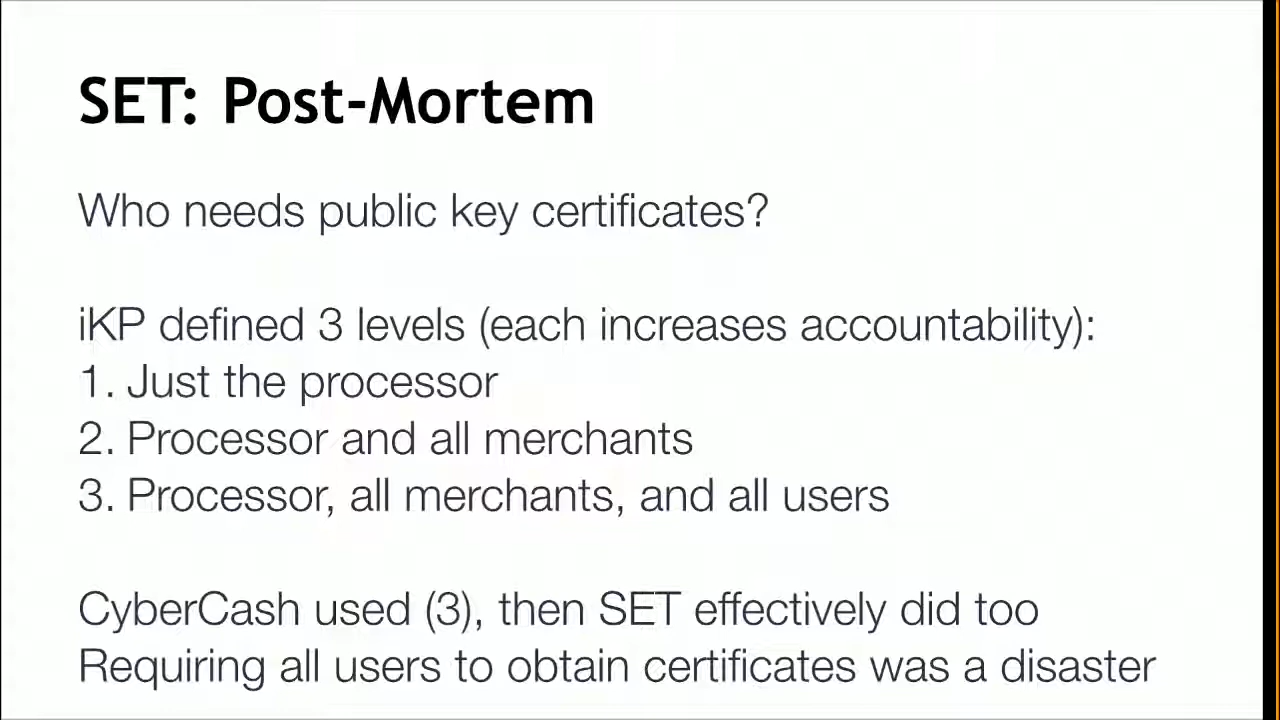 SET: Post-Mortem
Who needs public key certificates?
iKP defined 3 levels (each increases accountability):
1. Just the processor
2. Processor and all merchants
3. Processor, all merchants, and all users
CyberCash used (3), then SET effectively did too
Requiring all users to obtain certificates was a disaster